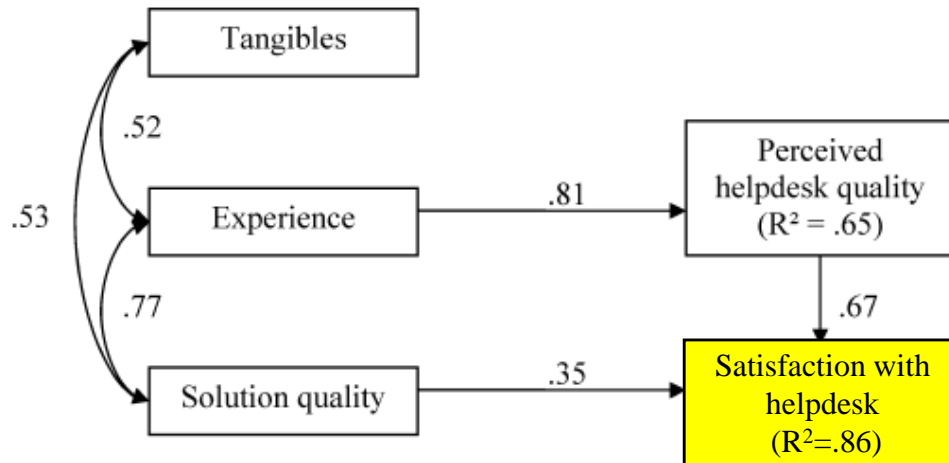 Tangibles
.52
Perceived
helpdesk quality
(R² = .65)
.53
Experience
.81
.77
.67
Solution quality
.35
Satisfaction with
helpdesk
(R²=.86)